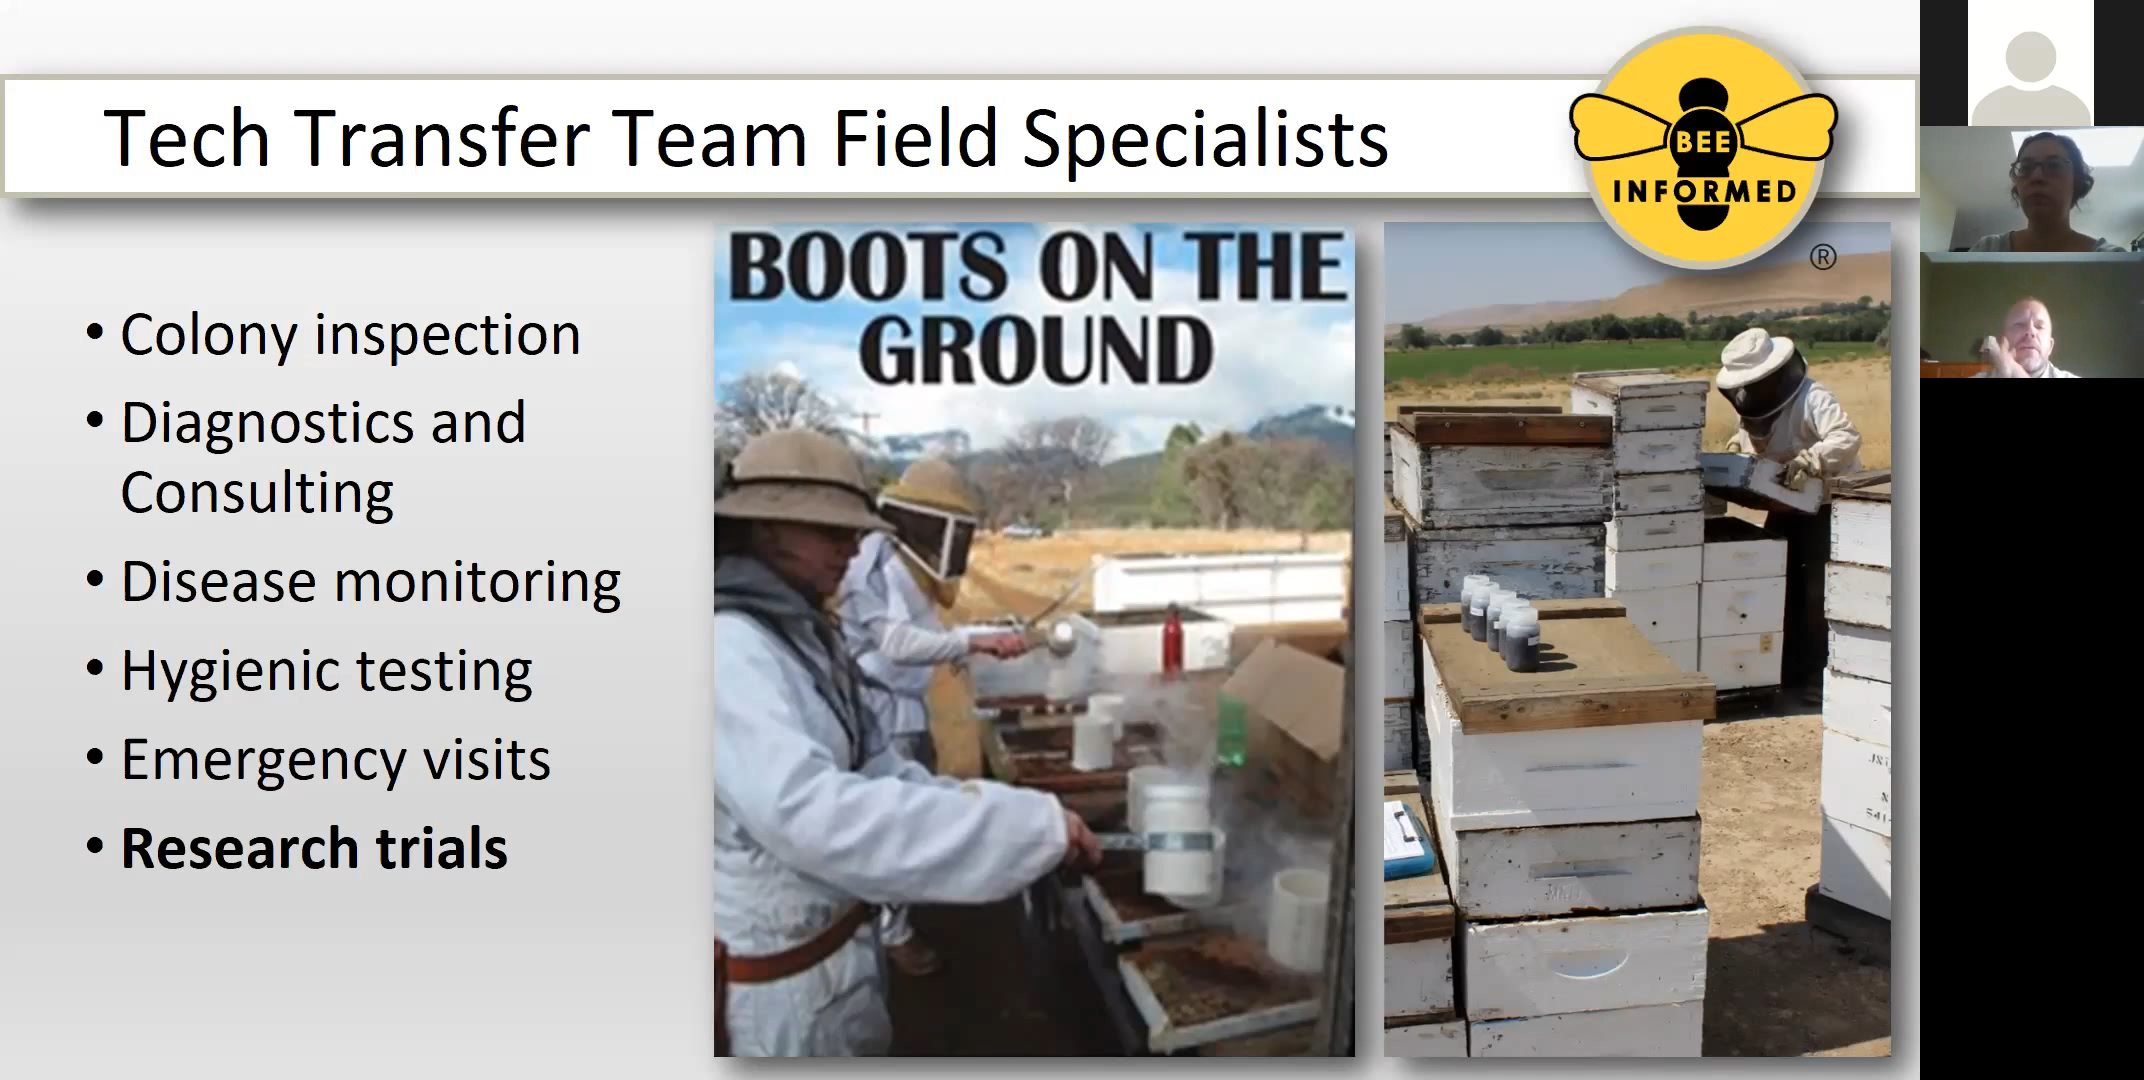 Tech Transfer Team Field Specialists
BEE
INFORMED
®
• Colony inspection
• Diagnostics and
Consulting
• Disease monitoring
• Hygienic testing
• Emergency visits
• Research trials
BOOTS ON THE
GROUND